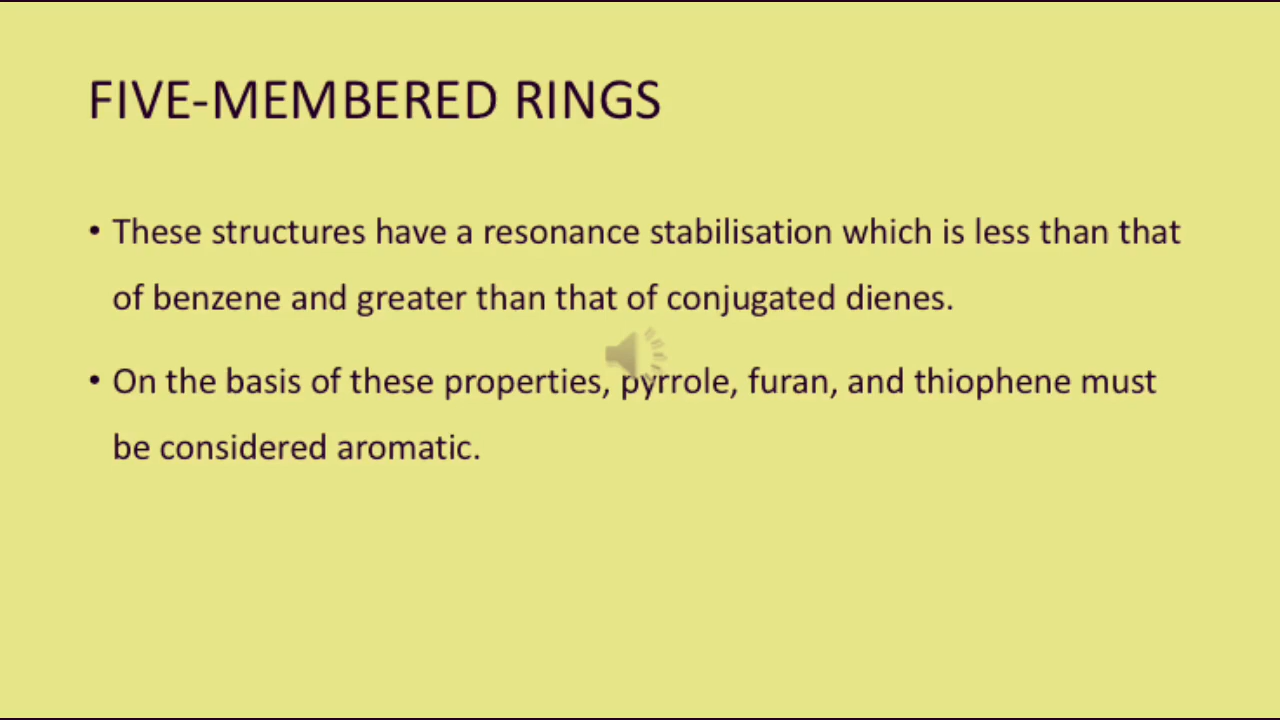 FIVE-MEMBERED RINGS
• These structures have a resonance stabilisation which is less than that
of benzene and greater than that of conjugated dienes.
• On the basis of these properties, pyrrole, furan, and thiophene must
be considered aromatic.